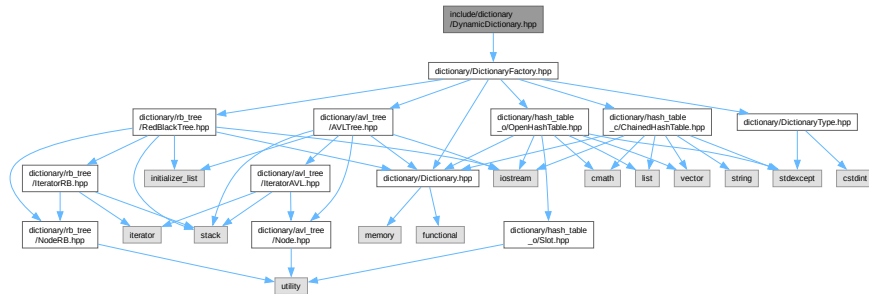 include/dictionary
/DynamicDictionary.hpp
dictionary/DictionaryFactory.hpp
dictionary/rb_tree
/RedBlackTree.hpp
dictionary/avl_tree
/AVLTree.hpp
dictionary/hash_table
_o/OpenHashTable.hpp
dictionary/hash_table
_c/ChainedHashTable.hpp
dictionary/DictionaryType.hpp
dictionary/rb_tree
/IteratorRB.hpp
initializer_list
dictionary/avl_tree
/IteratorAVL.hpp
dictionary/Dictionary.hpp
iostream
cmath
list
vector
string
stdexcept
cstdint
dictionary/rb_tree
/NodeRB.hpp
iterator
stack
dictionary/avl_tree
/Node.hpp
memory
functional
dictionary/hash_table
_o/Slot.hpp
utility